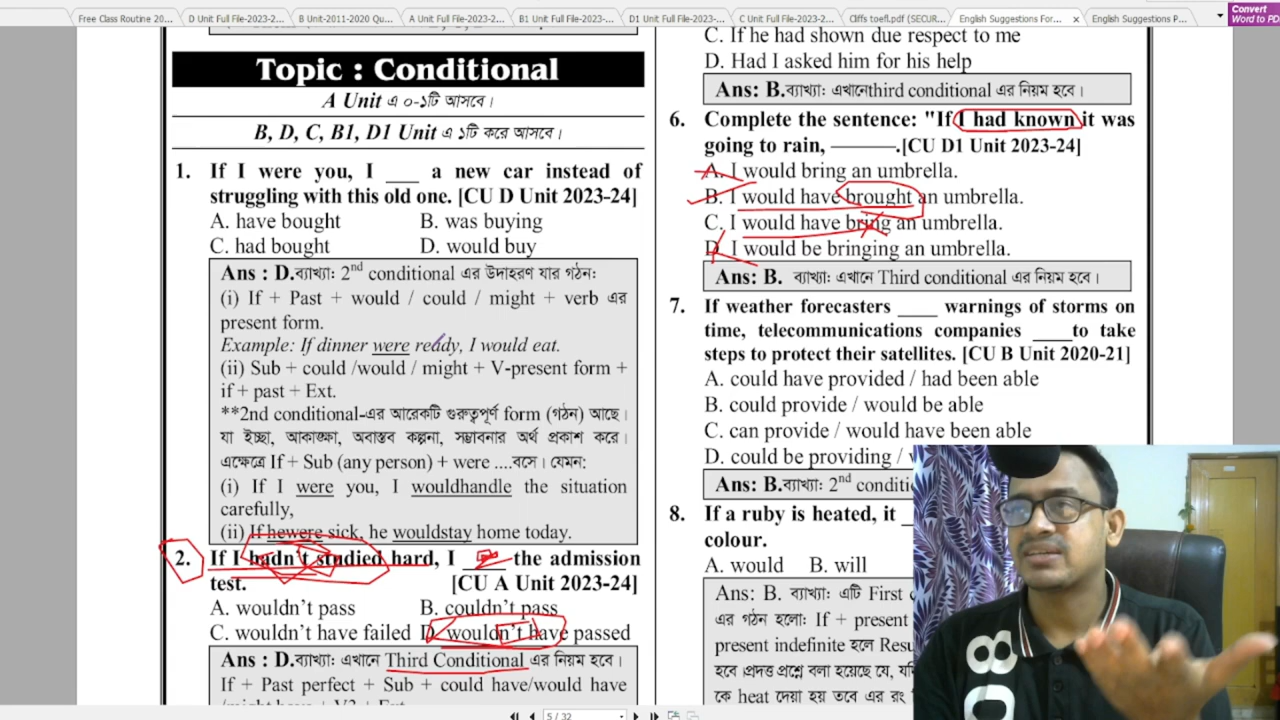 Free Class Routine 20...
D Unit Full File-2023-2...
B Unit-2011-2020 Qu...
A Unit Full File-2023-2...
B1 Unit Full File-2023-...
D1 Unit Full File-2023-...
C Unit Full File-2023-2...
Cliffs toefl.pdf (SECUR...
English Suggestions For...
English Suggestions P...
Convert
Word to PD
Topic : Conditional
A Unit এ ০-১টি আসবে।
B, D, C, B1, D1 Unit এ ১টি করে আসবে।
1. If I were you, I ___ a new car instead of
struggling with this old one. [CU D Unit 2023-24]
A. have bought B. was buying
C. had bought D. would buy
Ans : D.ব্যাখ্যাঃ 2nd conditional এর উদাহরণ যার গঠনঃ
(i) If + Past + would / could / might + verb এর
present form.
Example: If dinner were ready, I would eat.
(ii) Sub + could /would / might + V-present form +
if + past + Ext.
**2nd conditional-এর আরেকটি গুরুত্বপূর্ণ form (গঠন) আছে।
যা ইচ্ছা, আকাঙ্ক্ষা, অবাস্তব কল্পনা, সম্ভাবনার অর্থ প্রকাশ করে।
এক্ষেত্রে If + Sub (any person) + were ....বসে। যেমন:
(i) If I were you, I wouldhandle the situation
carefully,
(ii) If hewere sick, he wouldstay home today.
2. If I hadn't studied hard, I ____ the admission
test. [CU A Unit 2023-24]
A. wouldn't pass B. couldn't pass
C. wouldn't have failed D. wouldn't have passed
Ans : D.ব্যাখ্যাঃ এখানে Third Conditional এর নিয়ম হবে।
If + Past perfect + Sub + could have/would have
/might have + V3 + Ext.
C. If he had shown due respect to me
D. Had I asked him for his help
Ans: B.ব্যাখ্যাঃ এখানেthird conditional এর নিয়ম হবে।
6. Complete the sentence: "If I had known it was
going to rain, ———.[CU D1 Unit 2023-24]
A. I would bring an umbrella.
B. I would have brought an umbrella.
C. I would have bring an umbrella.
D. I would be bringing an umbrella.
Ans: B. ব্যাখ্যাঃ এখানে Third conditional এর নিয়ম হবে।
7. If weather forecasters ____ warnings of storms on
time, telecommunications companies ____to take
steps to protect their satellites. [CU B Unit 2020-21]
A. could have provided / had been able
B. could provide / would be able
C. can provide / would have been able
D. could be providing /
Ans: B.ব্যাখ্যাঃ 2nd conditi
8. If a ruby is heated, it
colour.
A. would B. will
Ans: B. ব্যাখ্যাঃ এটি First
এর গঠন হলো: If + present
present indefinite হলে Resu
হবে প্রদত্ত প্রশ্নে বলা হয়েছে যে, যদি
কে heat দেয়া হয় তবে এর রং
5 / 32